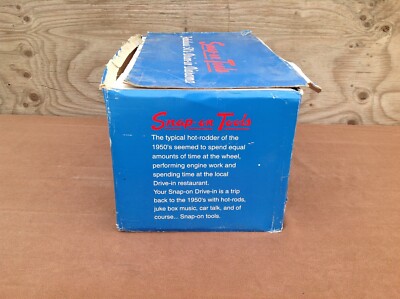 Snap-on Tools
Snap-on Tools
The typical hot-rodder of the
1950's seemed to spend equal
amounts of time at the wheel,
performing engine work and
spending time at the local
Drive-in restaurant.
Your Snap-on Drive-in is a trip
back to the 1950's with hot-rods,
juke box music, car talk, and of
course... Snap-on tools.